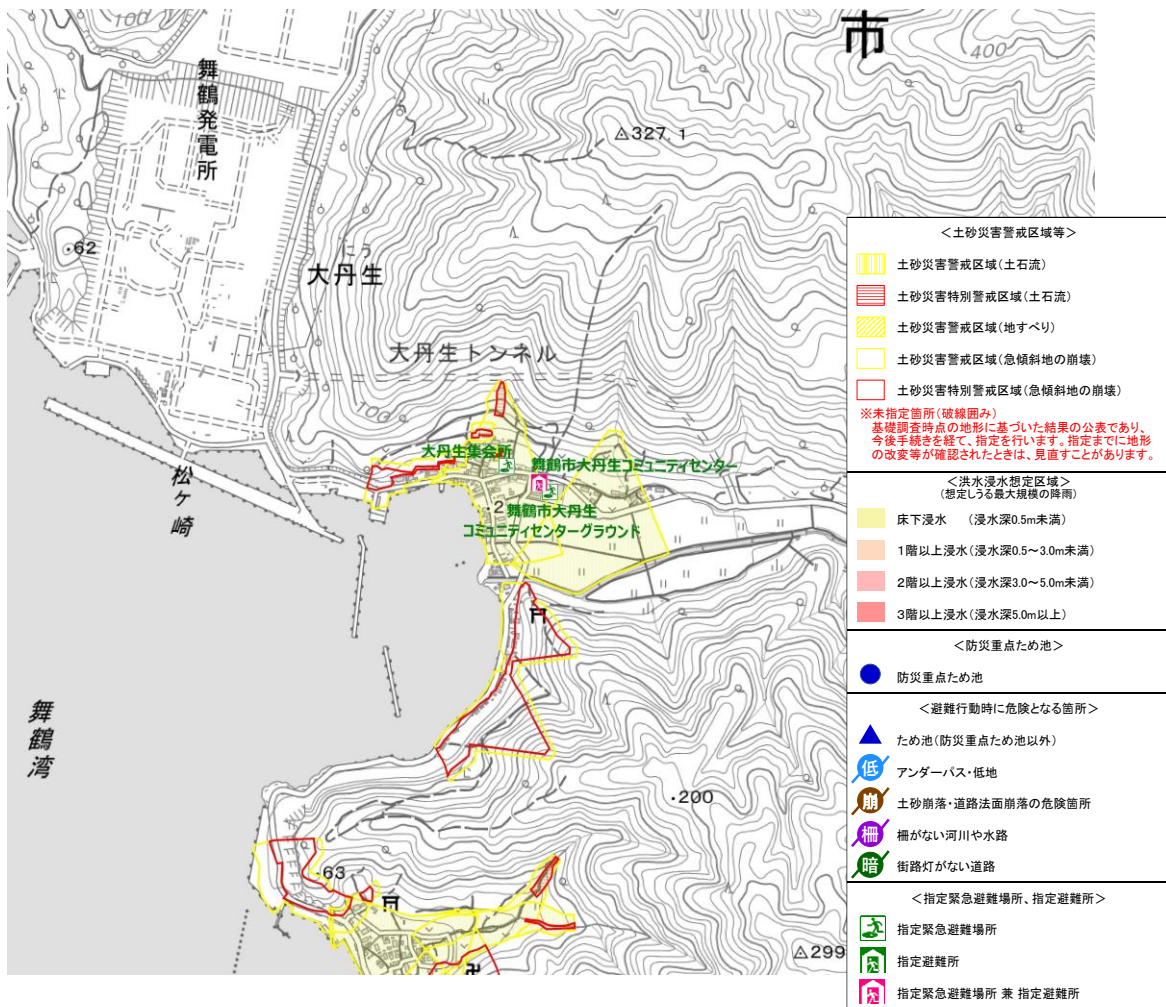 市
400
100
舞鶴発電所
327.1
62
にう
大丹生
大丹生トンネル
100
大丹生集会所
舞鶴市大丹生コミュニティセンター
2
舞鶴市大丹生
コミュニティセンターグラウンド
松ヶ崎
舞鶴湾
200
63
299
<土砂災害警戒区域等>
土砂災害警戒区域(土石流)
土砂災害特別警戒区域(土石流)
土砂災害警戒区域(地すべり)
土砂災害警戒区域(急傾斜地の崩壊)
土砂災害特別警戒区域(急傾斜地の崩壊)
※未指定箇所(破線囲み)
基礎調査時点の地形に基づいた結果の公表であり、
今後手続きを経て、指定を行います。指定までに地形
の改変等が確認されたときは、見直すことがあります。
<洪水浸水想定区域>
(想定しうる最大規模の降雨)
床下浸水 (浸水深0.5m未満)
1階以上浸水(浸水深0.5~3.0m未満)
2階以上浸水(浸水深3.0~5.0m未満)
3階以上浸水(浸水深5.0m以上)
<防災重点ため池>
防災重点ため池
<避難行動時に危険となる箇所>
ため池(防災重点ため池以外)
低 アンダーパス・低地
崩 土砂崩落・道路法面崩落の危険箇所
柵 柵がない河川や水路
暗 街路灯がない道路
<指定緊急避難場所、指定避難所>
指定緊急避難場所
指定避難所
指定緊急避難場所 兼 指定避難所